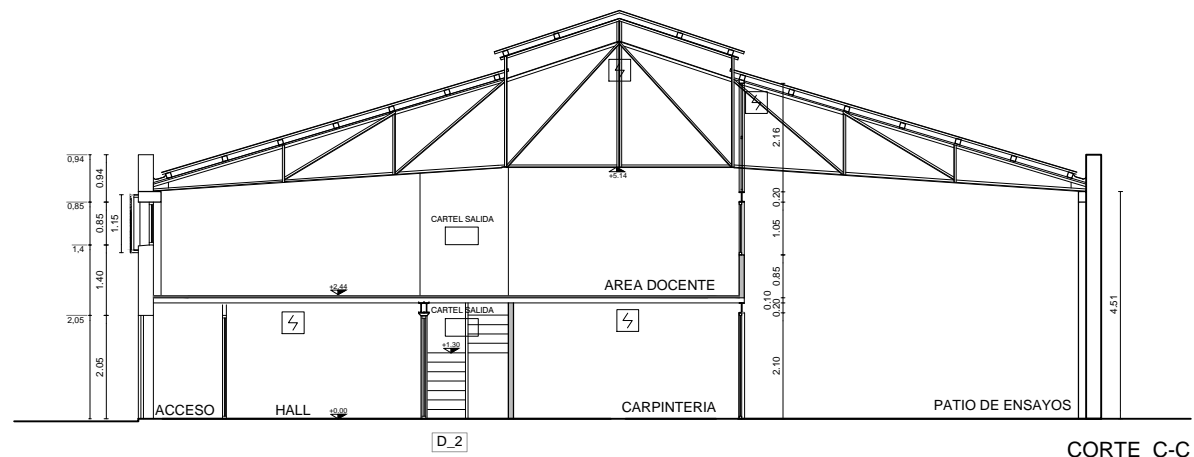 0,94
0.94
0,85
0.85
1.15
1,4
1.40
2,05
2.05
+5.14
2.16
0.20
1.05
0.85
0.10
0.20
2.10
4.51
CARTEL SALIDA
AREA DOCENTE
+2.44
CARTEL SALIDA
+1.30
ACCESO
HALL
+0.00
CARPINTERIA
PATIO DE ENSAYOS
D_2
CORTE C-C